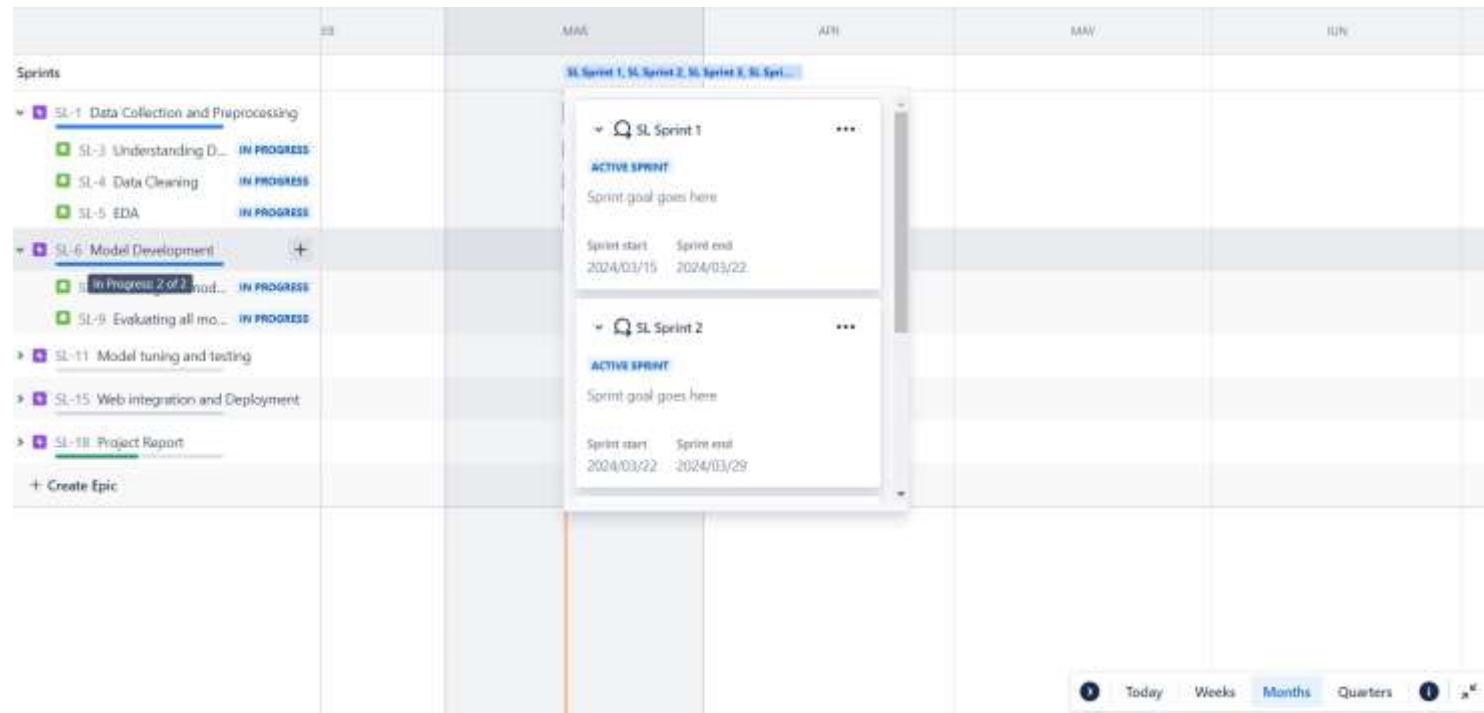 MAR APR MAY JUN
Sprints
SL Sprint 1, SL Sprint 2, SL Sprint 3, SL Spri...
SL-1 Data Collection and Preprocessing
SL-3 Understanding D... IN PROGRESS
SL-4 Data Cleaning IN PROGRESS
SL-5 EDA IN PROGRESS
SL-6 Model Development
In Progress: 2 of 2
mod... IN PROGRESS
SL-9 Evaluating all mo... IN PROGRESS
SL-11 Model tuning and testing
SL-15 Web integration and Deployment
SL-18 Project Report
+ Create Epic
SL Sprint 1
ACTIVE SPRINT
Sprint goal goes here
Sprint start Sprint end
2024/03/15 2024/03/22
SL Sprint 2
ACTIVE SPRINT
Sprint goal goes here
Sprint start Sprint end
2024/03/22 2024/03/29
Today Weeks Months Quarters